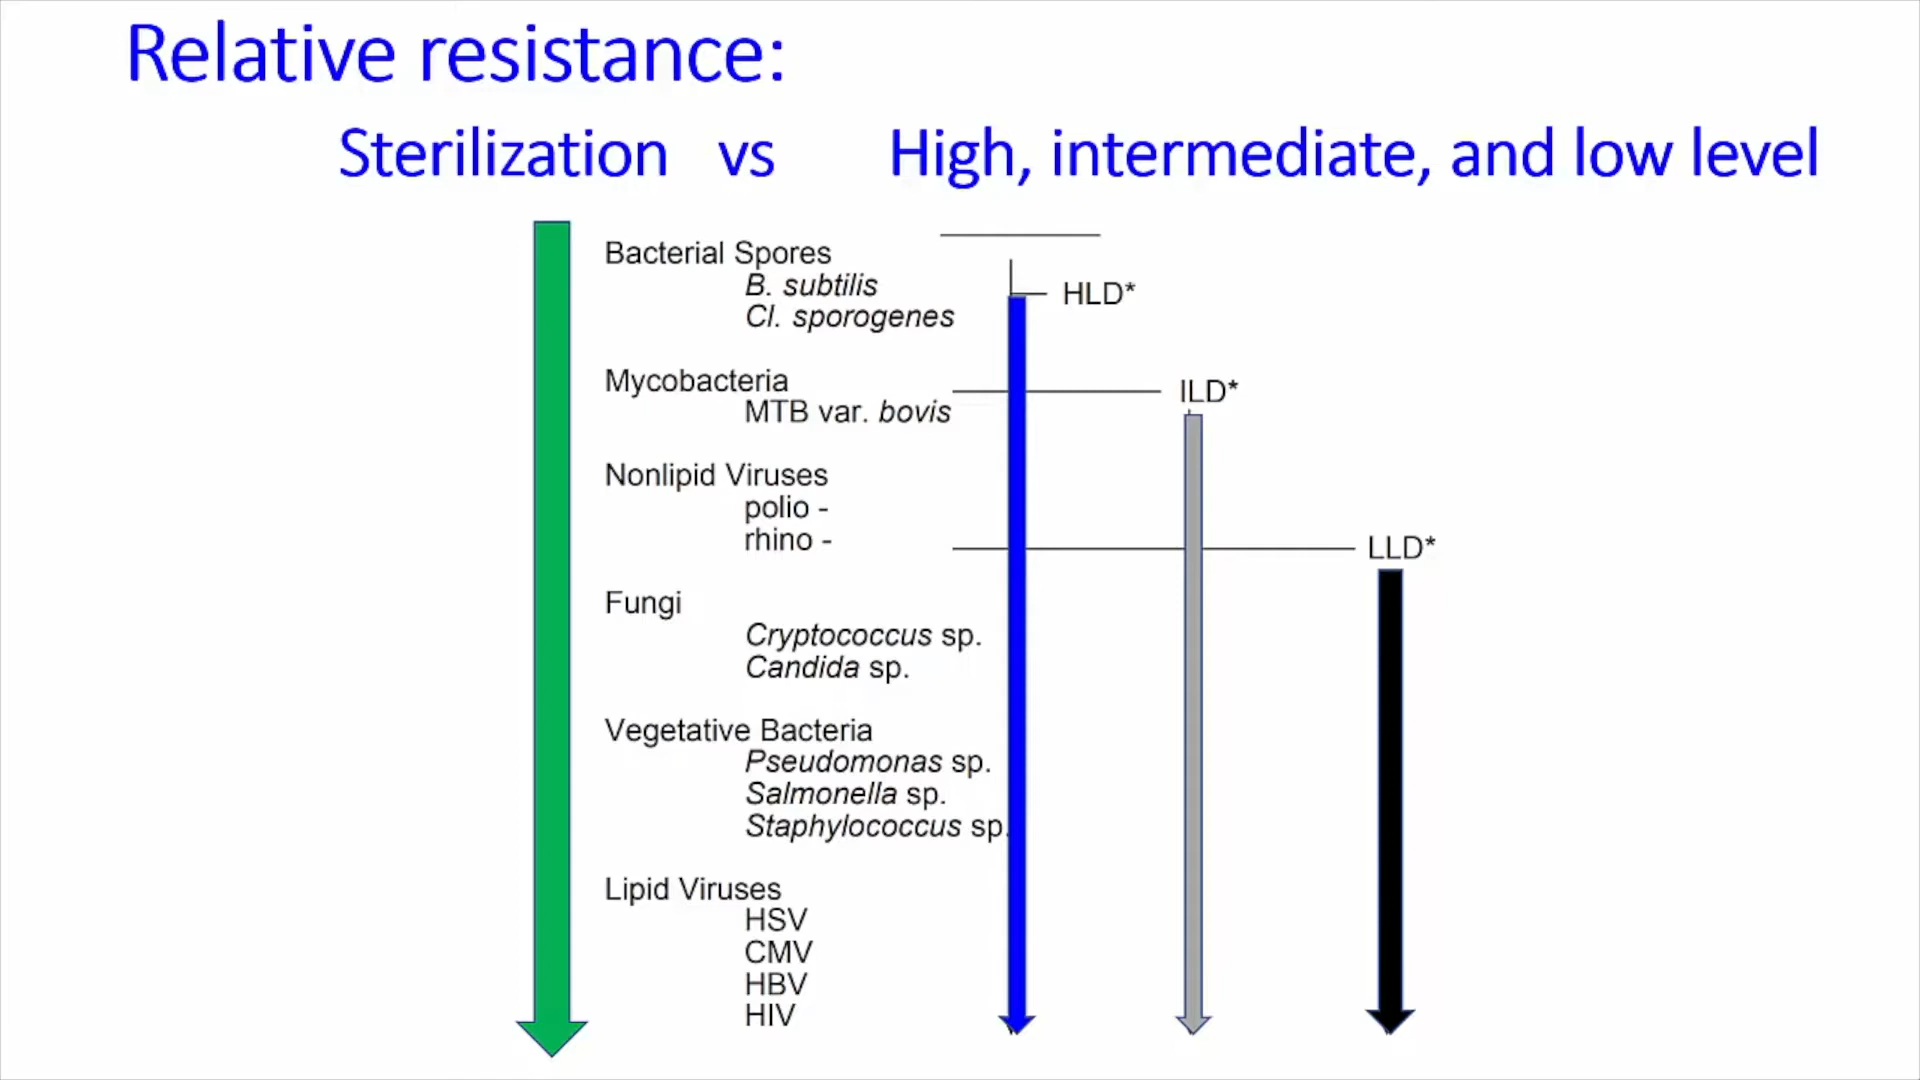 Relative resistance:
Sterilization vs High, intermediate, and low level
Bacterial Spores
B. subtilis
HLD*
Cl. sporogenes
Mycobacteria
ILD*
MTB var. bovis
Nonlipid Viruses
polio -
rhino -
LLD*
Fungi
Cryptococcus sp.
Candida sp.
Vegetative Bacteria
Pseudomonas sp.
Salmonella sp.
Staphylococcus sp.
Lipid Viruses
HSV
CMV
HBV
HIV